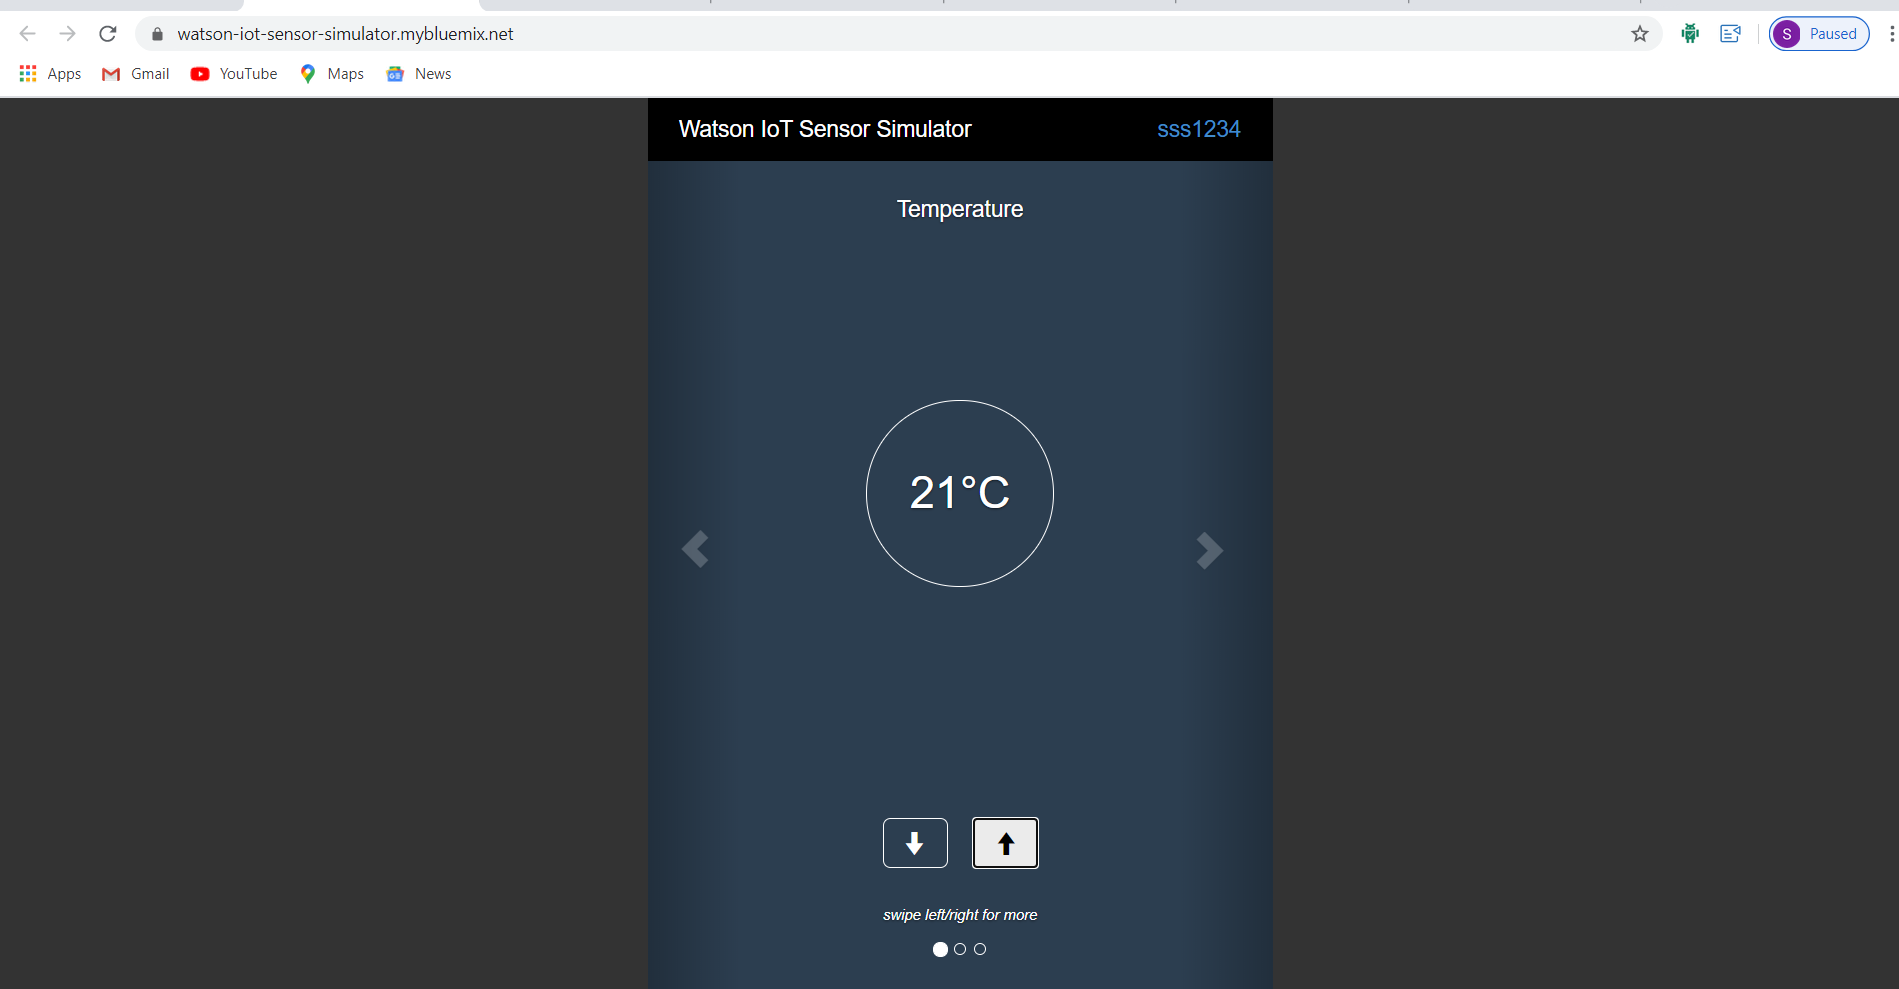 watson-iot-sensor-simulator.mybluemix.net
S Paused
Apps Gmail YouTube Maps News
Watson IoT Sensor Simulator sss1234
Temperature
21°C
swipe left/right for more